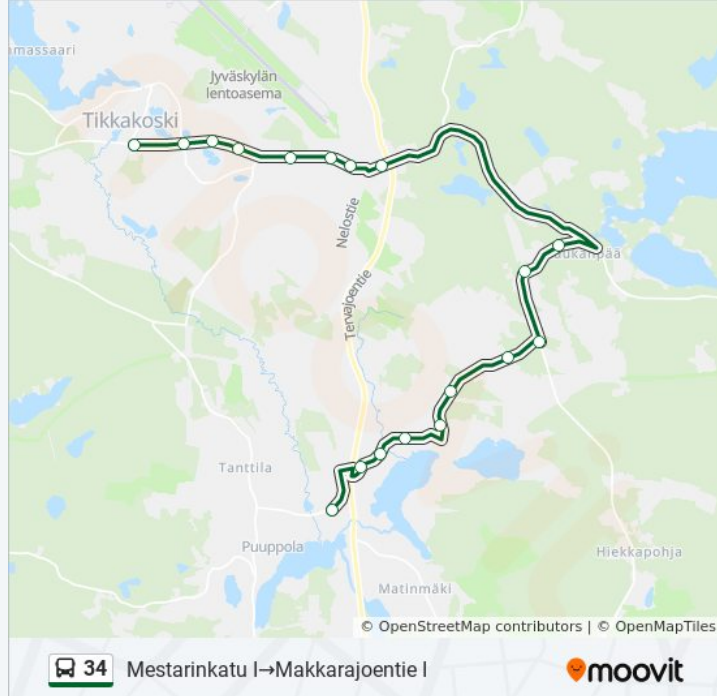 Jyväskylän
lentoasema
Tikkakoski
Nelostie
Tervajoentie
Tanttila
Puuppola
Hiekkapohja
Matinmäki
© OpenStreetMap contributors | © OpenMapTiles
34 Mestarinkatu I→Makkarajoentie I
moovit